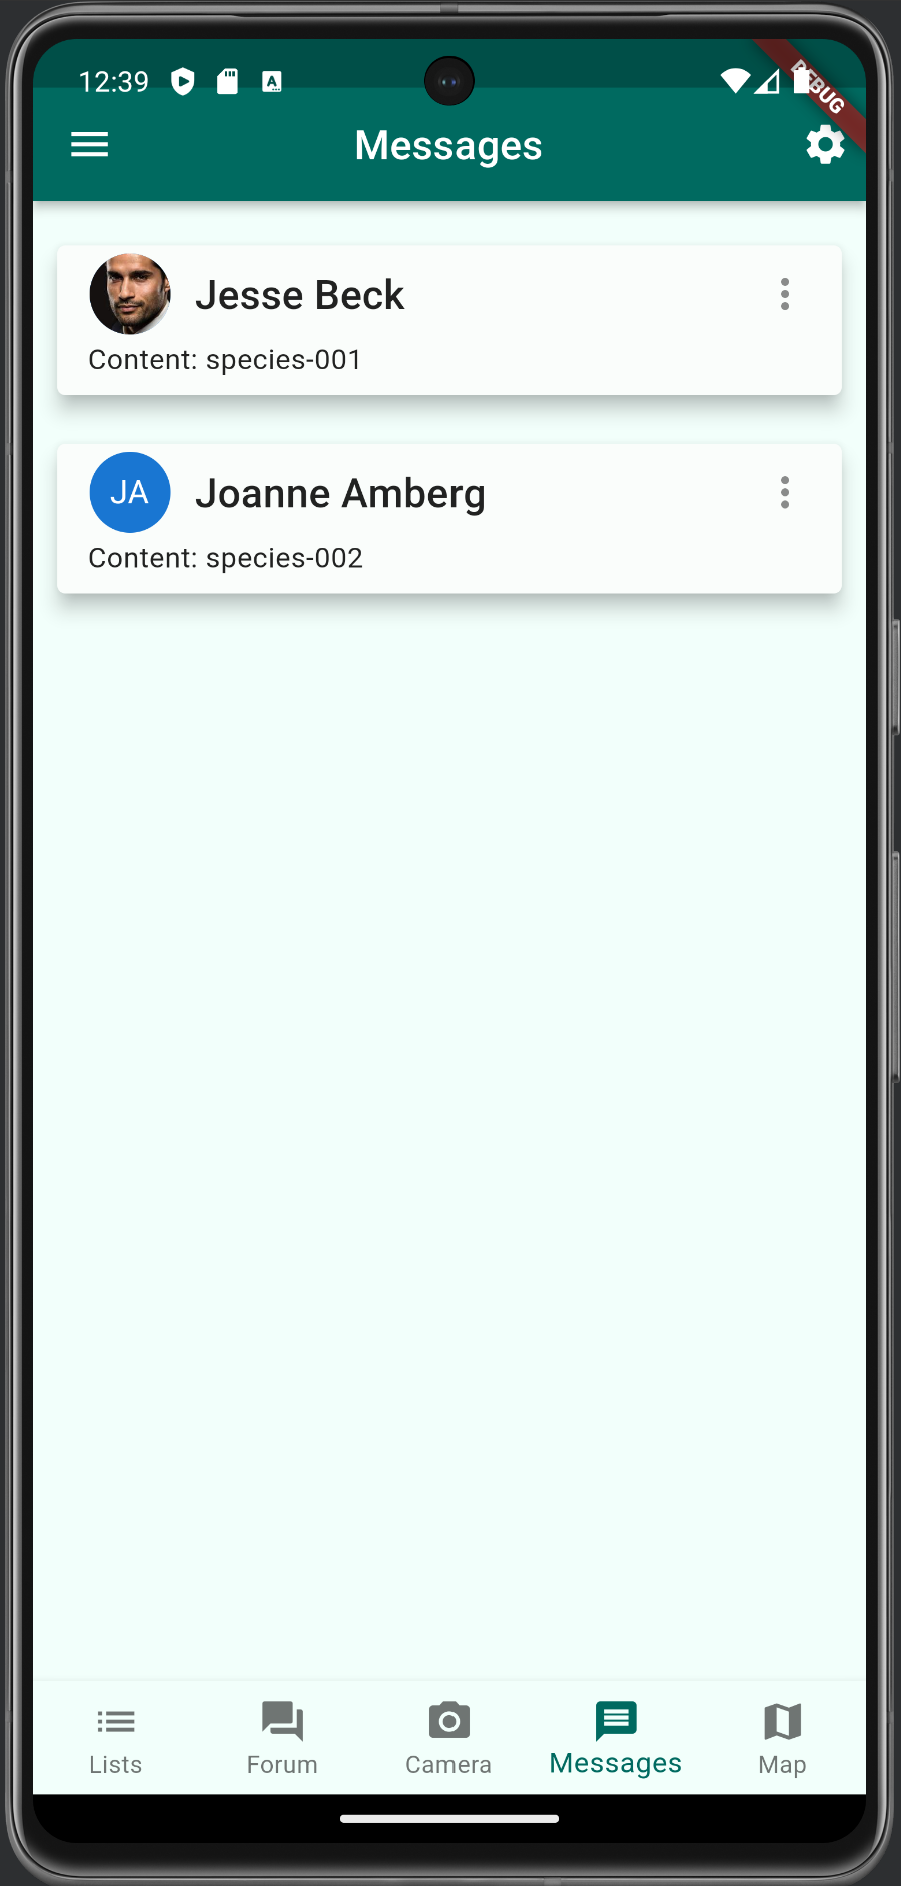 12:39
DEBUG
Messages
Jesse Beck
Content: species-001
JA
Joanne Amberg
Content: species-002
Lists
Forum
Camera
Messages
Map